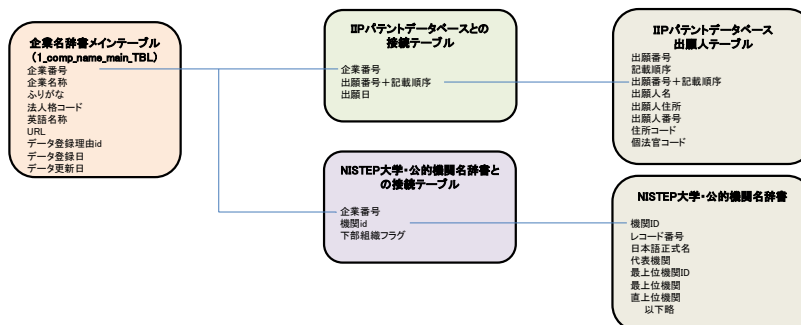 企業名辞書メインテーブル
(1_comp_name_main_TBL)
企業番号
企業名称
ふりがな
法人格コード
英語名称
URL
データ登録理由id
データ登録日
データ更新日
IIPパテントデータベースとの
接続テーブル
企業番号
出願番号＋記載順序
出願日
IIPパテントデータベース
出願人テーブル
出願番号
記載順序
出願番号＋記載順序
出願人名
出願人住所
出願人番号
住所コード
個法官コード
NISTEP大学・公的機関名辞書と
の接続テーブル
企業番号
機関id
下部組織フラグ
NISTEP大学・公的機関名辞書
機関ID
レコード番号
日本語正式名
代表機関
最上位機関ID
最上位機関
直上位機関
以下略